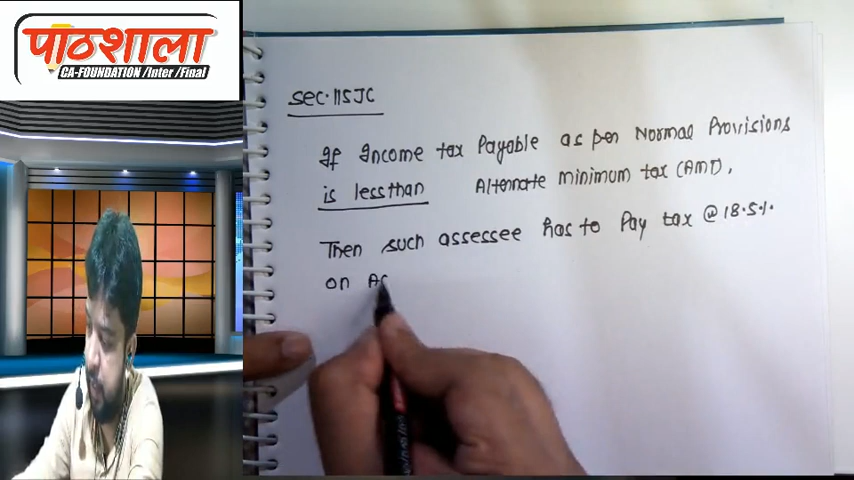 पाठशाला
CA-FOUNDATION /Inter /Final
Sec.115JC
If Income tax Payable as per Normal Provisions
is less than Alternate minimum tax (AMT),
Then such assessee has to Pay tax @ 18.5%.
on